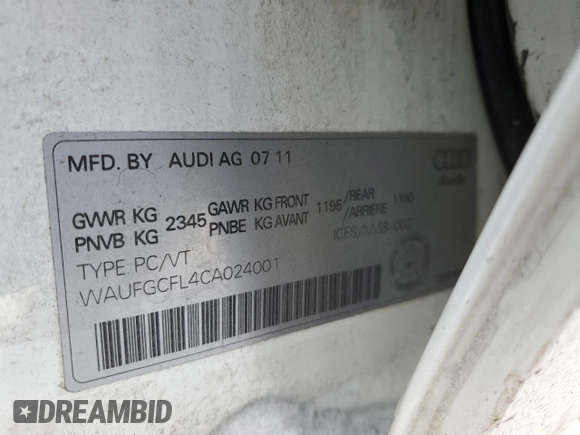 MFD. BY AUDI AG 07 11
Audi
GVWR KG 2345 GAWR KG FRONT 1195 /REAR 1190
PNVB KG PNBE KG AVANT /ARRIERE
ICES/NMB-002
TYPE PC/VT
WAUFGCFL4CA024001
DREAMBID